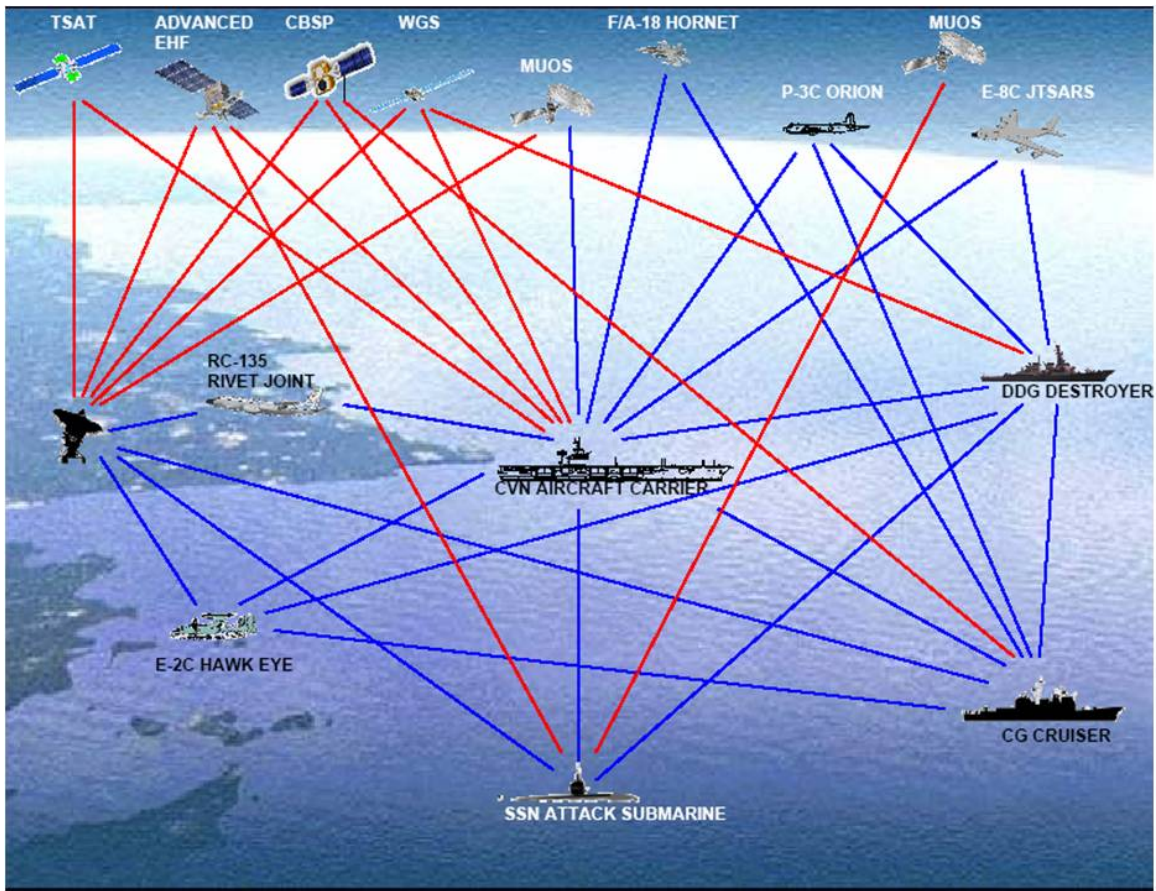 TSAT
ADVANCED
EHF
CBSP
WGS
MUOS
F/A-18 HORNET
MUOS
P-3C ORION
E-8C JTSARS
RC-135
RIVET JOINT
DDG DESTROYER
CVN AIRCRAFT CARRIER
E-2C HAWK EYE
CG CRUISER
SSN ATTACK SUBMARINE